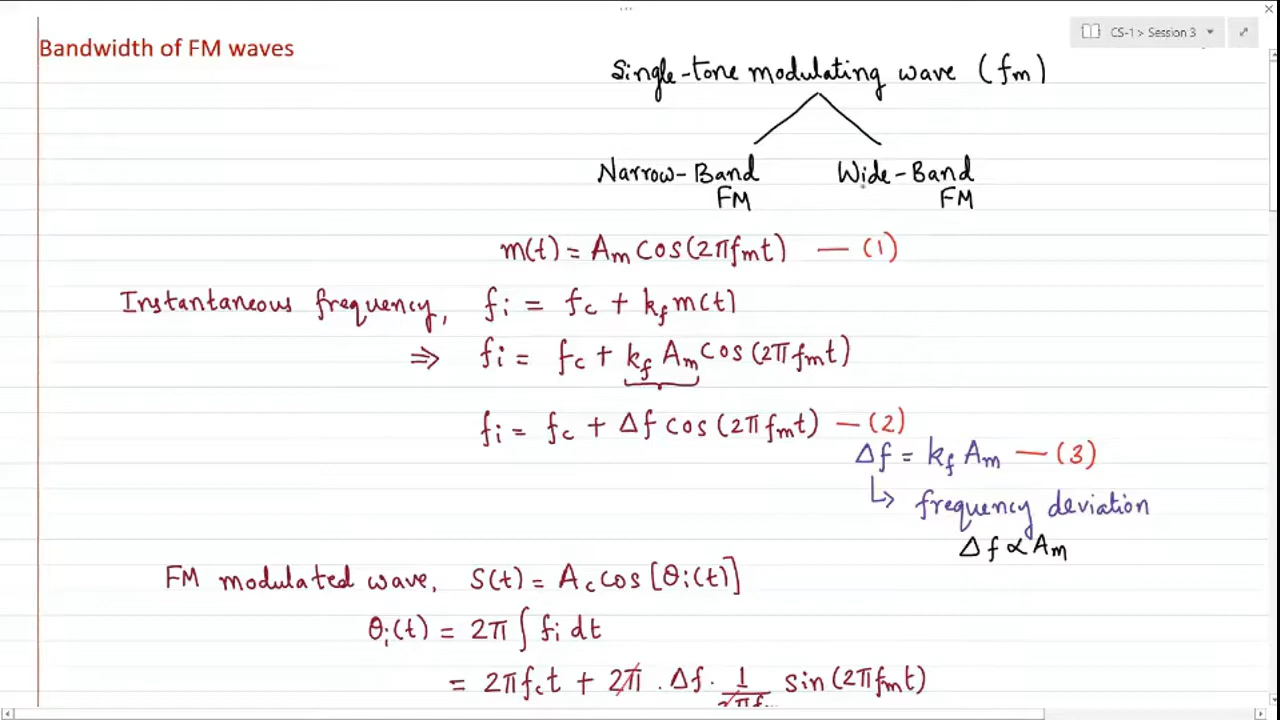 CS-1 > Session 3
Bandwidth of FM waves
Single-tone modulating wave (fm)
Narrow-Band FM
Wide-Band FM
m(t) = Am Cos(2πfmt) — (1)
Instantaneous frequency, fi = fc + kf m(t)
⇒ fi = fc + kf Am Cos(2πfmt)
fi = fc + Δf cos(2πfmt) — (2)
Δf = kf Am — (3)
↳ frequency deviation
Δf ∝ Am
FM modulated wave, S(t) = Ac cos[θi(t)]
θi(t) = 2π ∫ fi dt
= 2πfct + 2π . Δf . 1 sin(2πfmt)